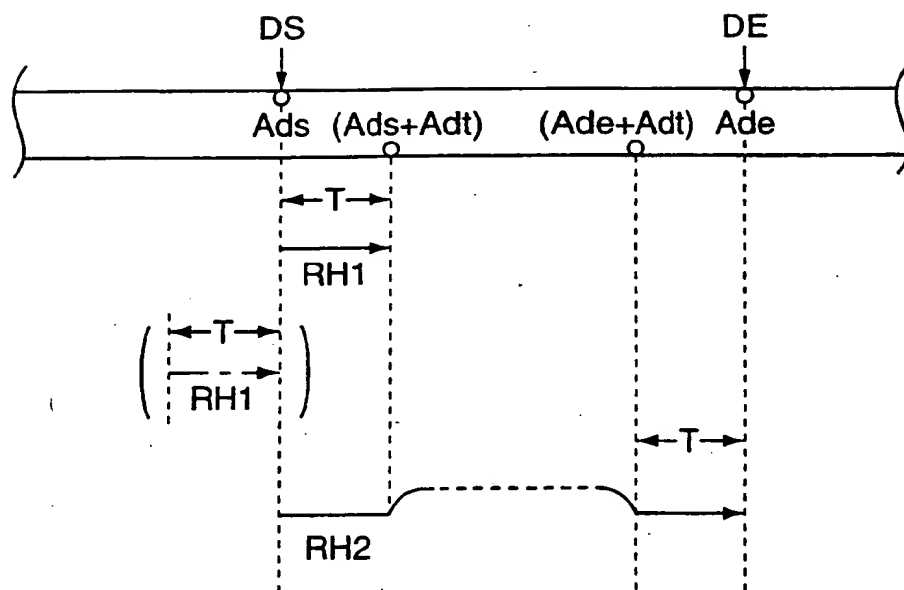 DS DE
Ads (Ads+Adt) (Ade+Adt) Ade
T
RH1
T
RH1
T
RH2